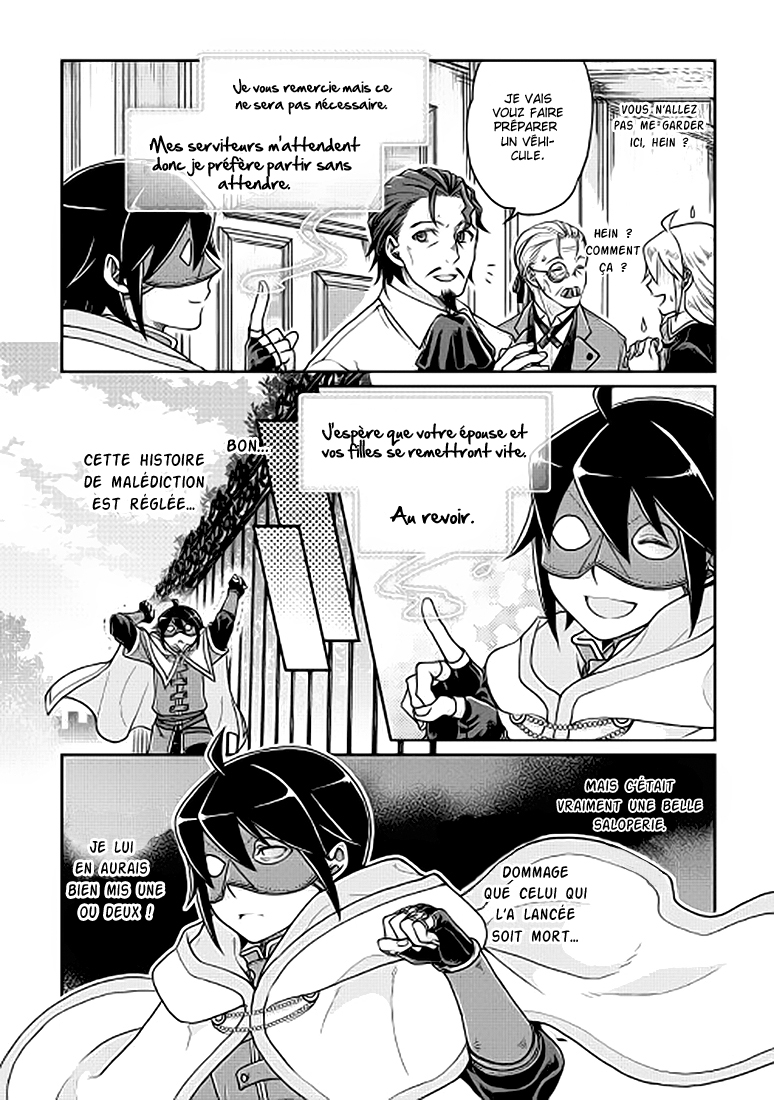 VOUS N'ALLEZ
PAS ME GARDER
ICI, HEIN ?
JE VAIS
VOUZ FAIRE
PRÉPARER
UN VÉHI-
CULE.
HEIN ?
COMMENT
ÇA ?
Je vous remercie mais ce
ne sera pas nécessaire.
Mes serviteurs m'attendent
donc je préfère partir sans
attendre.
J'espère que votre épouse et
vos filles se remettront vite.
Au revoir.
BON...
CETTE HISTOIRE
DE MALÉDICTION
EST RÉGLÉE...
MAIS C'ÉTAIT
VRAIMENT UNE BELLE
SALOPERIE.
DOMMAGE
QUÉ CELUI QUI
L'A LANCÉE
SOIT MORT...
JE LUI
EN AURAIS
BIEN MIS UNE
OU DEUX !